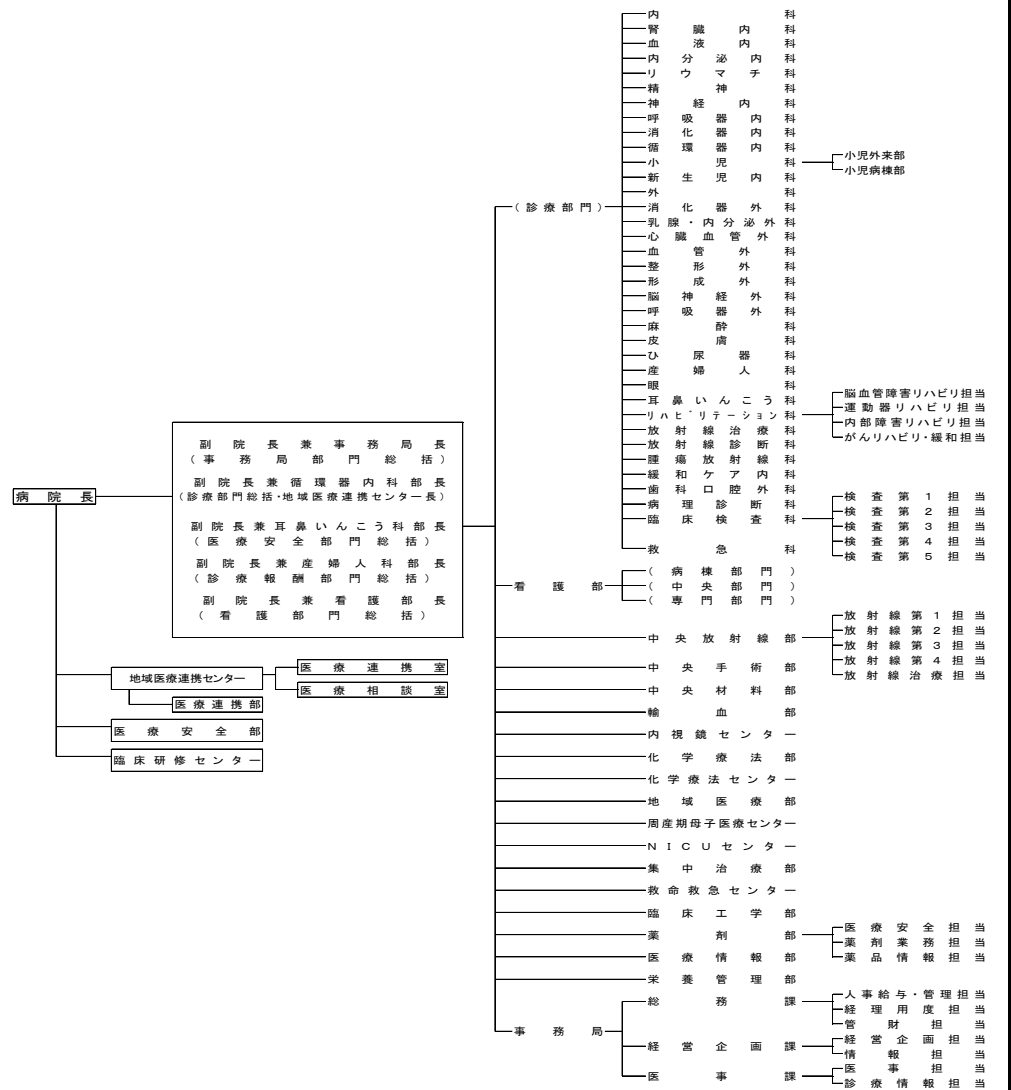 病院長
副院長兼事務局長
(事務局部門総括)
副院長兼循環器内科部長
(診療部門総括・地域医療連携センター長)
副院長兼耳鼻いんこう科部長
(医療安全部門総括)
副院長兼産婦人科部長
(診療報酬部門総括)
副院長兼看護部長
(看護部門総括)
地域医療連携センター
医療連携室
医療相談室
医療連携部
医療安全部
臨床研修センター
(診療部門)
内科
腎臓内科
血液内科
内分泌内科
リウマチ科
精神科
神経内科
呼吸器内科
消化器内科
循環器内科
小児科
小児外来部
小児病棟部
新生児内科
外科
消化器外科
乳腺・内分泌外科
心臓血管外科
血管外科
整形外科
形成外科
脳神経外科
呼吸器外科
麻酔科
皮膚科
ひ尿器科
産婦人科
眼科
耳鼻いんこう科
リハビリテーション科
脳血管障害リハビリ担当
運動器リハビリ担当
内部障害リハビリ担当
がんリハビリ・緩和担当
放射線治療科
放射線診断科
腫瘍放射線科
緩和ケア内科
歯科口腔外科
病理診断科
臨床検査科
検査第1担当
検査第2担当
検査第3担当
検査第4担当
検査第5担当
救急科
看護部
(病棟部門)
(中央部門)
(専門部門)
中央放射線部
放射線第1担当
放射線第2担当
放射線第3担当
放射線第4担当
放射線治療担当
中央手術部
中央材料部
輸血部
内視鏡センター
化学療法部
化学療法センター
地域医療部
周産期母子医療センター
NICUセンター
集中治療部
救命救急センター
臨床工学部
薬剤部
医療安全担当
薬剤業務担当
薬品情報担当
医療情報部
栄養管理部
事務局
総務課
人事給与・管理担当
経理用度担当
管財担当
経営企画課
経営企画担当
情報担当
医事課
医事担当
診療情報担当